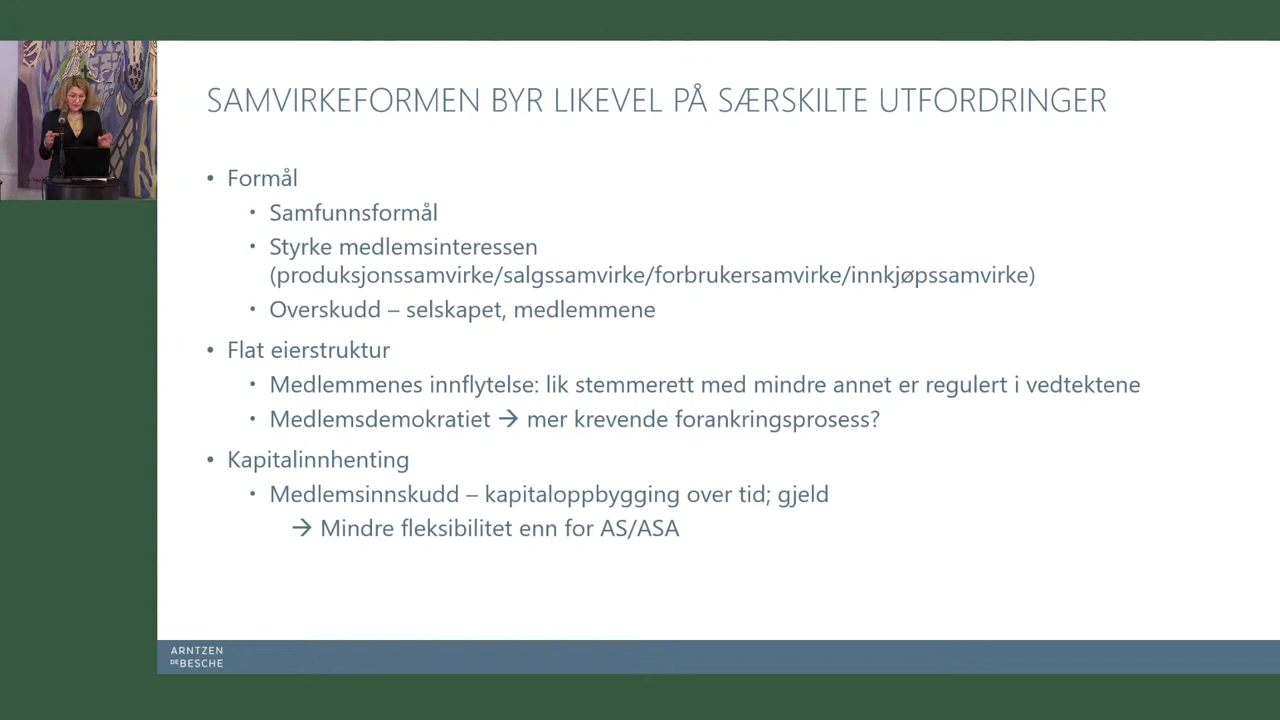 SAMVIRKEFORMEN BYR LIKEVEL PÅ SÆRSKILTE UTFORDRINGER
• Formål
• Samfunnsformål
• Styrke medlemsinteressen
(produksjonssamvirke/salgssamvirke/forbrukersamvirke/innkjøpssamvirke)
• Overskudd – selskapet, medlemmene
• Flat eierstruktur
• Medlemmenes innflytelse: lik stemmerett med mindre annet er regulert i vedtektene
• Medlemsdemokratiet → mer krevende forankringsprosess?
• Kapitalinnhenting
• Medlemsinnskudd – kapitaloppbygging over tid; gjeld
→ Mindre fleksibilitet enn for AS/ASA
ARNTZEN
DE BESCHE